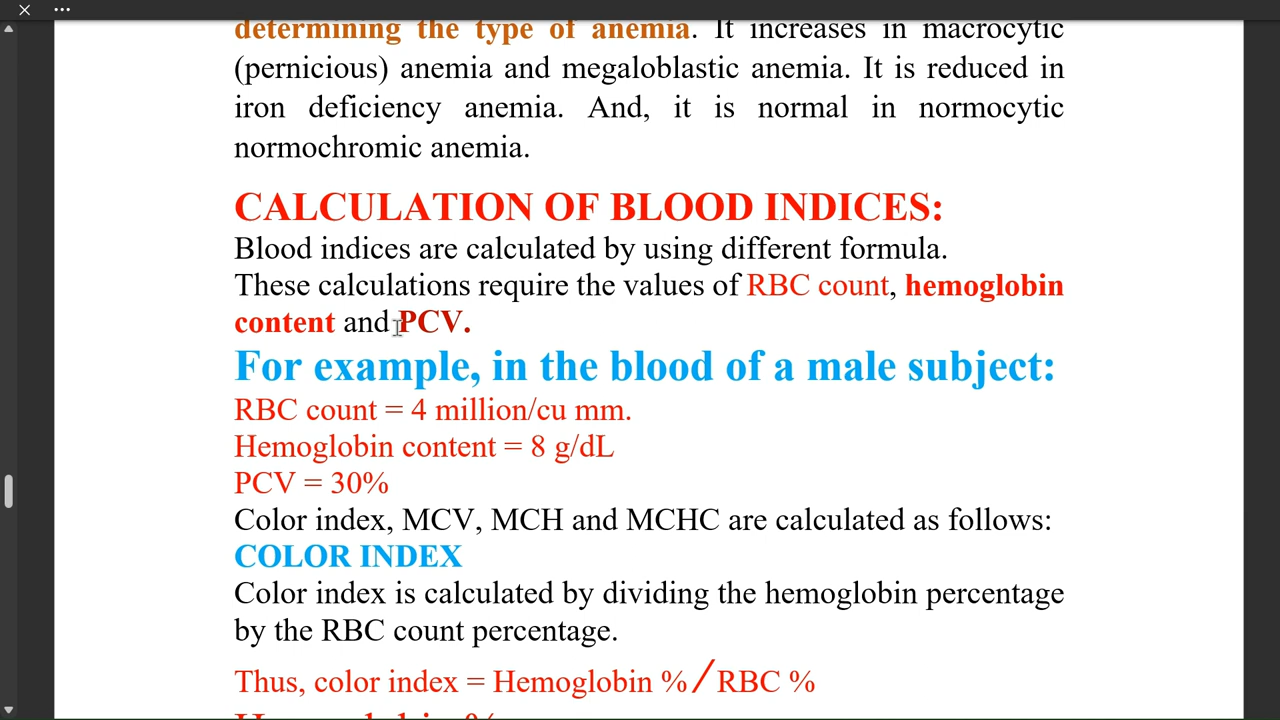 determining the type of anemia. It increases in macrocytic
(pernicious) anemia and megaloblastic anemia. It is reduced in
iron deficiency anemia. And, it is normal in normocytic
normochromic anemia.
CALCULATION OF BLOOD INDICES:
Blood indices are calculated by using different formula.
These calculations require the values of RBC count, hemoglobin
content and PCV.
For example, in the blood of a male subject:
RBC count = 4 million/cu mm.
Hemoglobin content = 8 g/dL
PCV = 30%
Color index, MCV, MCH and MCHC are calculated as follows:
COLOR INDEX
Color index is calculated by dividing the hemoglobin percentage
by the RBC count percentage.
Thus, color index = Hemoglobin %/RBC %